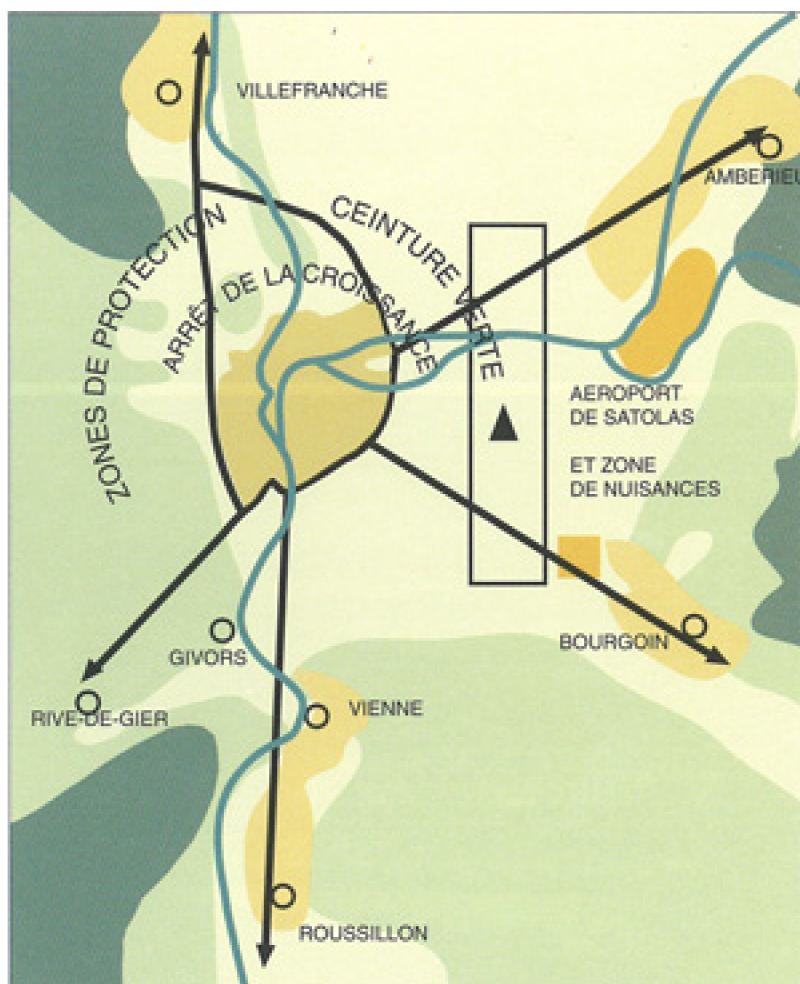 VILLEFRANCHE
AMBERIEU
CEINTURE VERTE
ZONES DE PROTECTION
ARRÊT DE LA CROISSANCE
AEROPORT
DE SATOLAS
ET ZONE
DE NUISANCES
BOURGOIN
GIVORS
RIVE-DE-GIER
VIENNE
ROUSSILLON